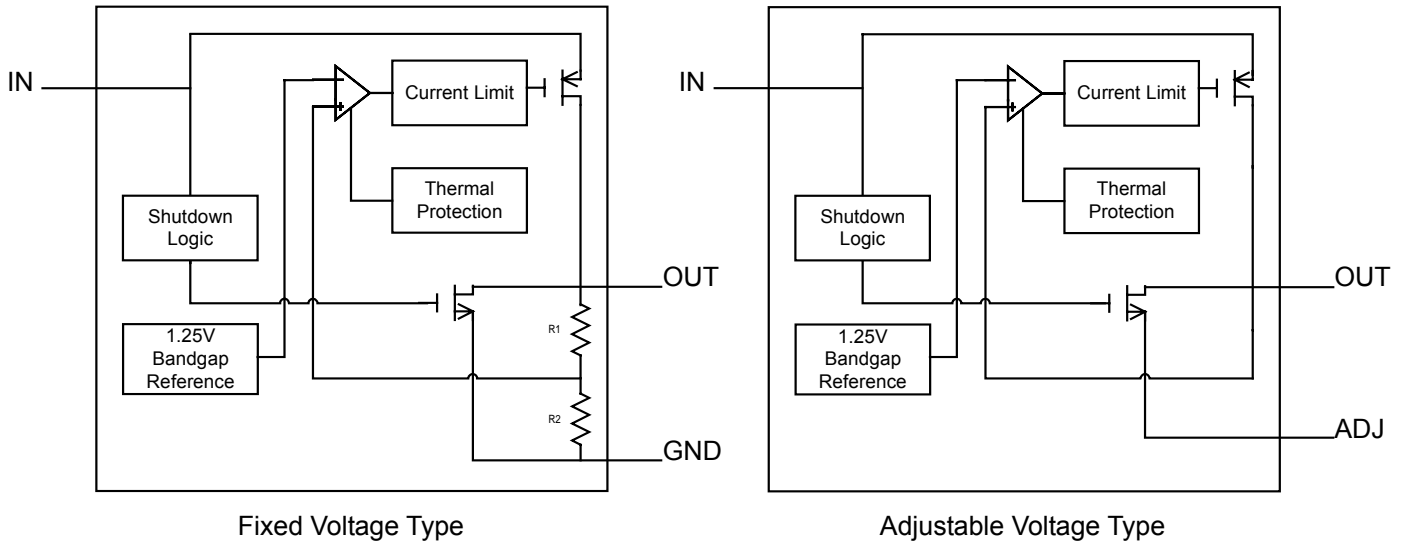 IN
Current Limit
Thermal
Protection
Shutdown
Logic
OUT
R1
1.25V
Bandgap
Reference
R2
GND
Fixed Voltage Type
IN
Current Limit
Thermal
Protection
Shutdown
Logic
OUT
1.25V
Bandgap
Reference
ADJ
Adjustable Voltage Type